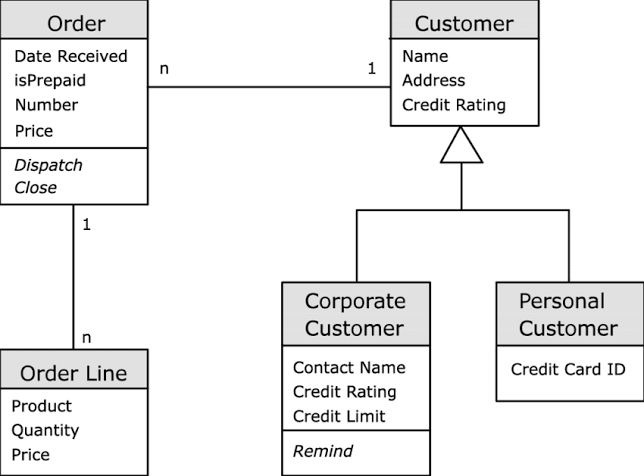 Order
Date Received
isPrepaid
Number
Price
Dispatch
Close
n
1
Customer
Name
Address
Credit Rating
1
n
Order Line
Product
Quantity
Price
Corporate
Customer
Contact Name
Credit Rating
Credit Limit
Remind
Personal
Customer
Credit Card ID